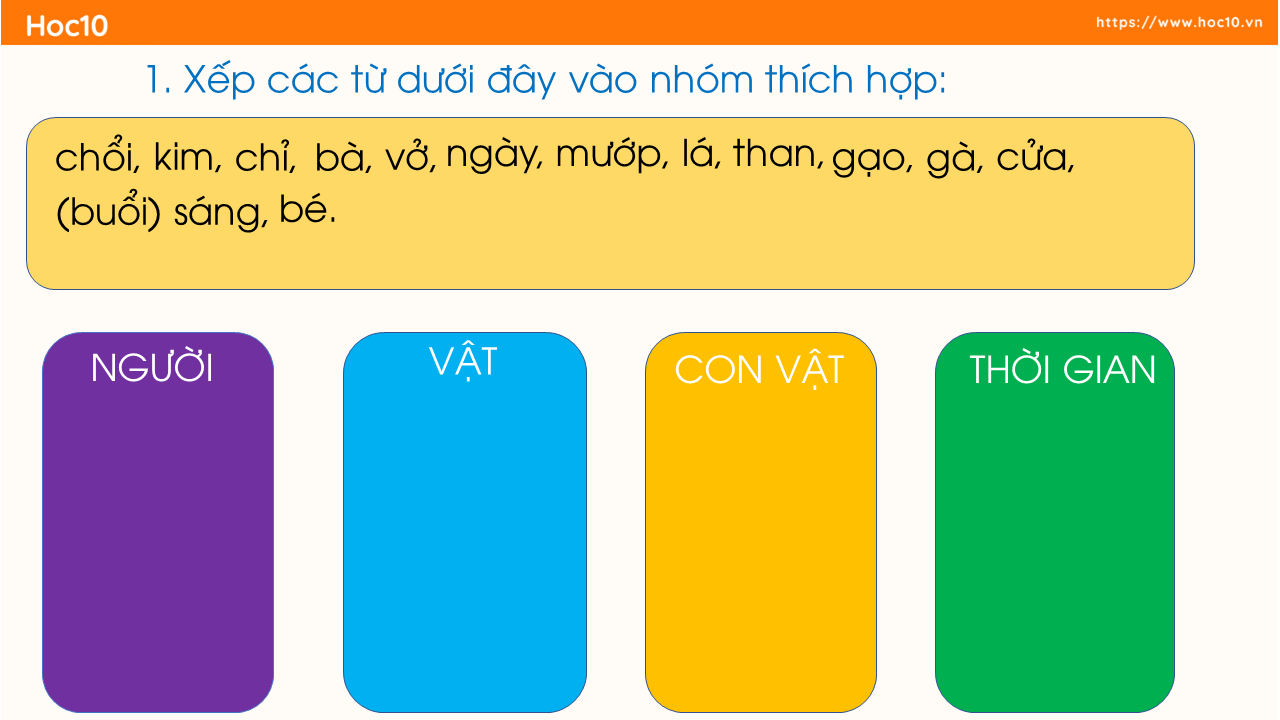 Hoc10
https://www.hoc10.vn
1. Xếp các từ dưới đây vào nhóm thích hợp:
chổi, kim, chỉ, bà, vở, ngày, mướp, lá, than, gạo, gà, cửa,
(buổi) sáng, bé.
NGƯỜI
VẬT
CON VẬT
THỜI GIAN